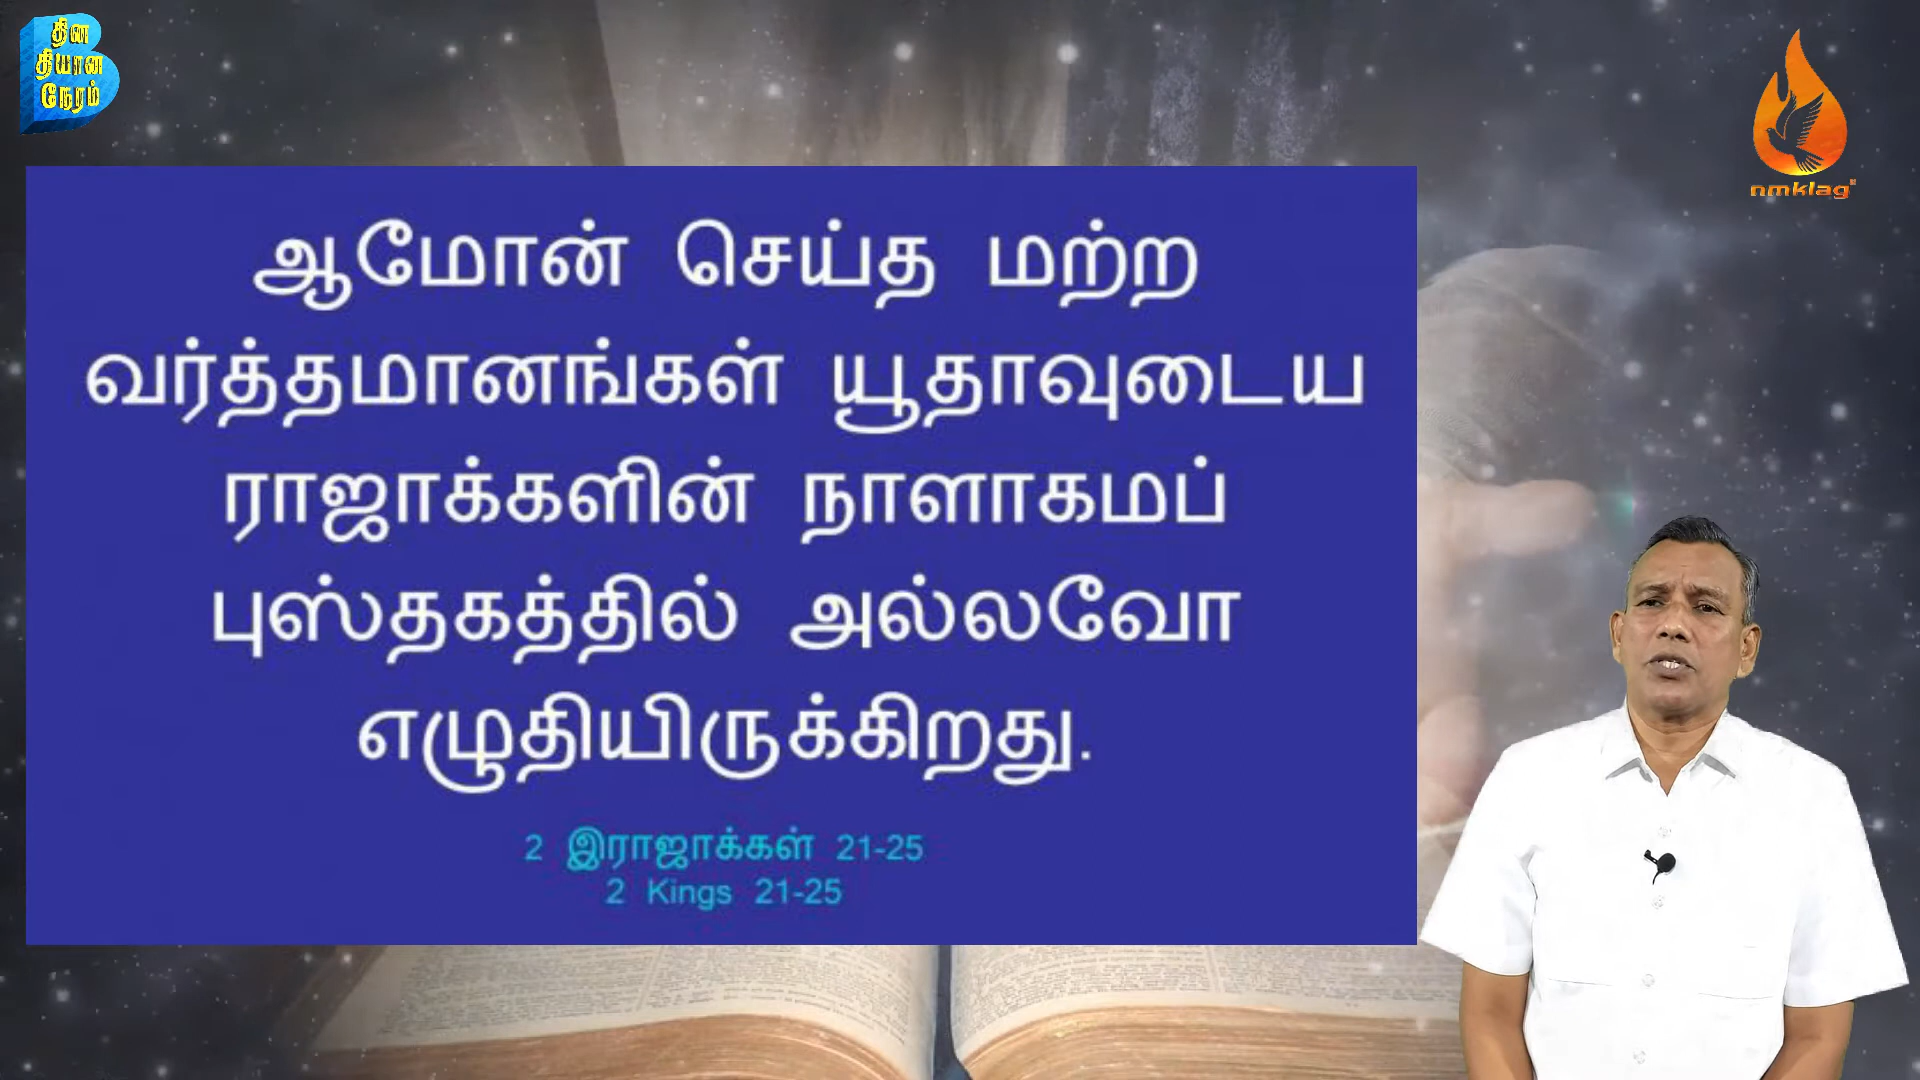 தின
தியான
நேரம்
nmklag
ஆமோன் செய்த மற்ற
வர்த்தமானங்கள் யூதாவுடைய
ராஜாக்களின் நாளாகமப்
புஸ்தகத்தில் அல்லவோ
எழுதியிருக்கிறது.
2 இராஜாக்கள் 21-25
2 Kings 21-25